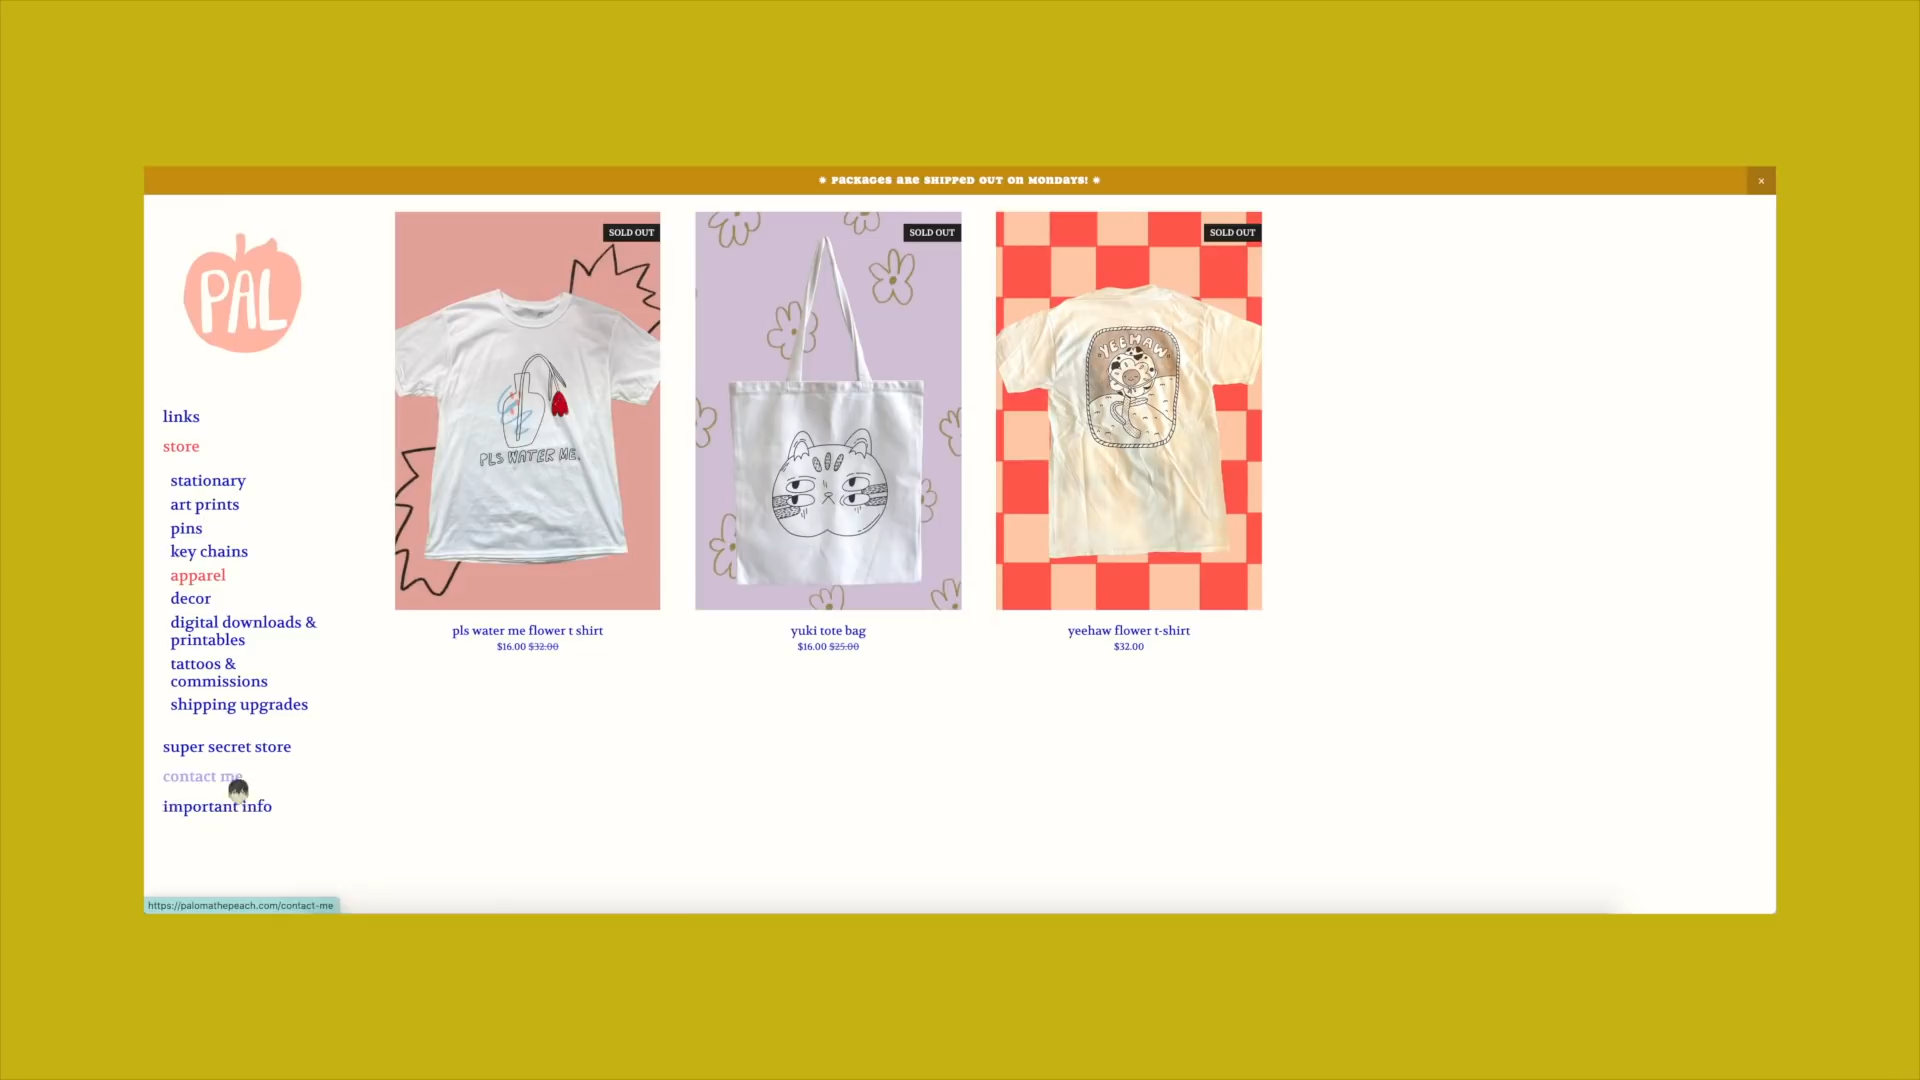 ✹ Packages are shipped out on Mondays! ✹
×
PAL
links
store
stationary
art prints
pins
key chains
apparel
decor
digital downloads &
printables
tattoos &
commissions
shipping upgrades
super secret store
contact me
important info
SOLD OUT
PLS WATER ME.
pls water me flower t shirt
$16.00 $32.00
SOLD OUT
yuki tote bag
$16.00 $25.00
SOLD OUT
YEEHAW
yeehaw flower t-shirt
$32.00
https://palomathepeach.com/contact-me